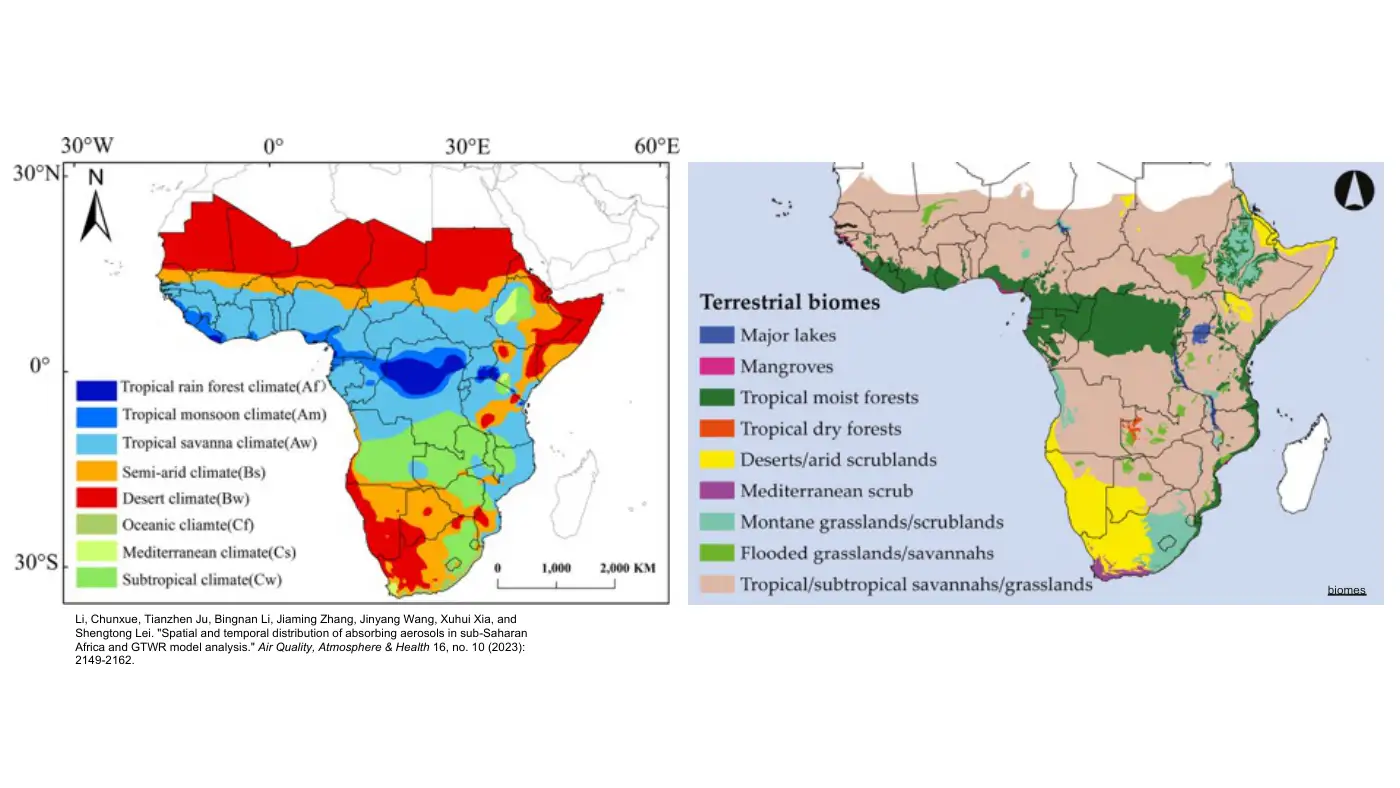 30°W 0° 30°E 60°E
30°N
N
0°
30°S
Tropical rain forest climate(Af)
Tropical monsoon climate(Am)
Tropical savanna climate(Aw)
Semi-arid climate(Bs)
Desert climate(Bw)
Oceanic cliamte(Cf)
Mediterranean climate(Cs)
Subtropical climate(Cw)
0 1,000 2,000 KM
Li, Chunxue, Tianzhen Ju, Bingnan Li, Jiaming Zhang, Jinyang Wang, Xuhui Xia, and
Shengtong Lei. "Spatial and temporal distribution of absorbing aerosols in sub-Saharan
Africa and GTWR model analysis." Air Quality, Atmosphere & Health 16, no. 10 (2023):
2149-2162.
Terrestrial biomes
Major lakes
Mangroves
Tropical moist forests
Tropical dry forests
Deserts/arid scrublands
Mediterranean scrub
Montane grasslands/scrublands
Flooded grasslands/savannahs
Tropical/subtropical savannahs/grasslands
biomes